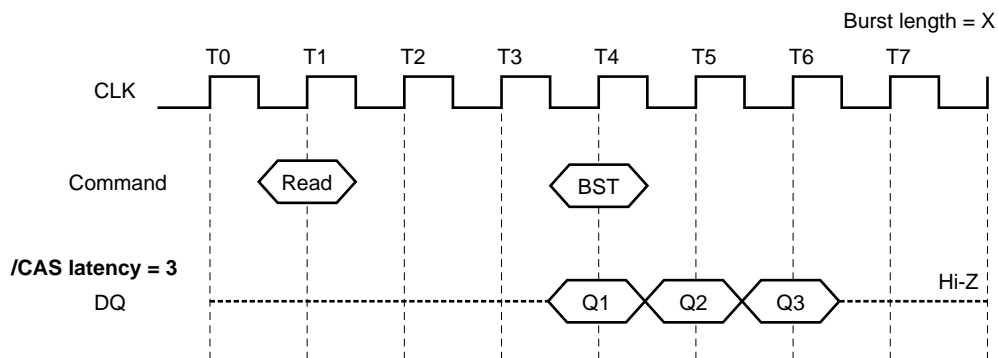 Burst length = X
T0 T1 T2 T3 T4 T5 T6 T7
CLK
Command Read BST
/CAS latency = 3
Hi-Z
DQ Q1 Q2 Q3